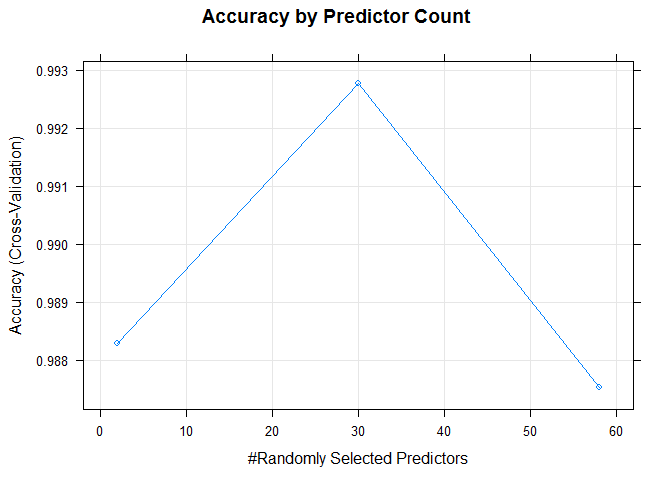 Accuracy by Predictor Count
0.993
0.992
0.991
0.990
0.989
0.988
Accuracy (Cross-Validation)
0 10 20 30 40 50 60
#Randomly Selected Predictors